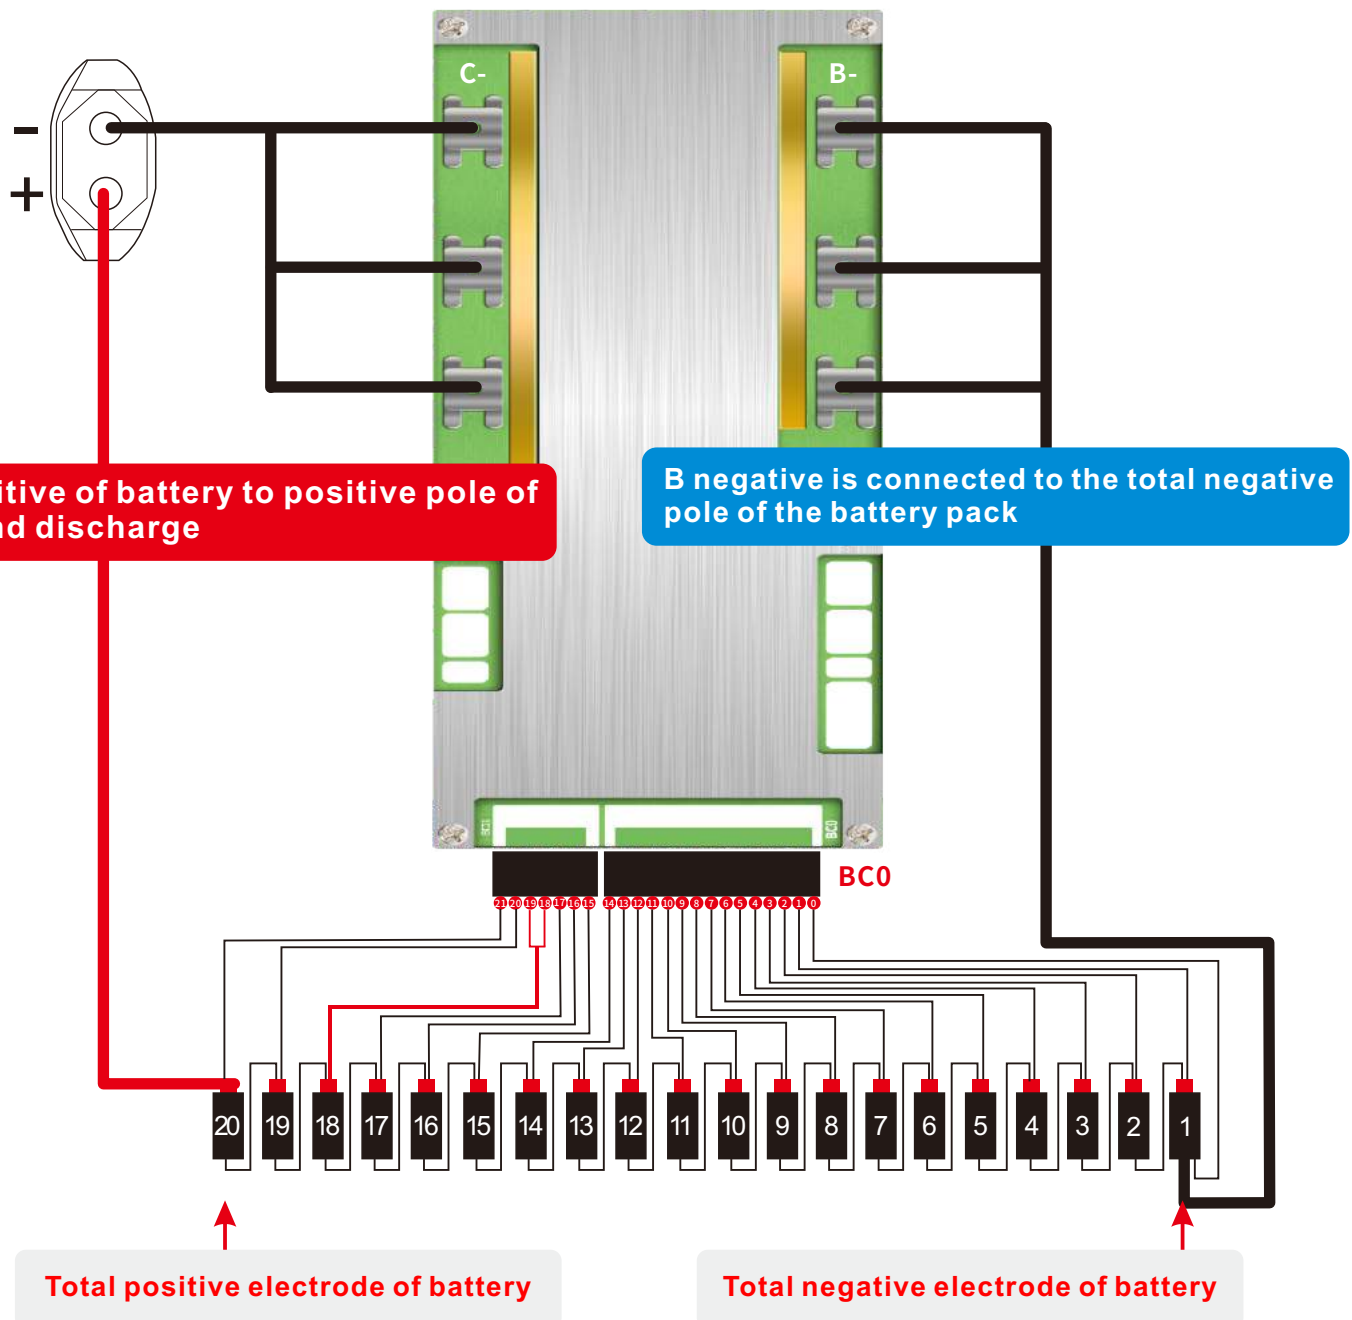 C-
B-
-
+
itive of battery to positive pole of
nd discharge
B negative is connected to the total negative
pole of the battery pack
BC0
BC0
21 20 19 18 17 16 15 14 13 12 11 10 9 8 7 6 5 4 3 2 1 0
20 19 18 17 16 15 14 13 12 11 10 9 8 7 6 5 4 3 2 1
Total positive electrode of battery
Total negative electrode of battery